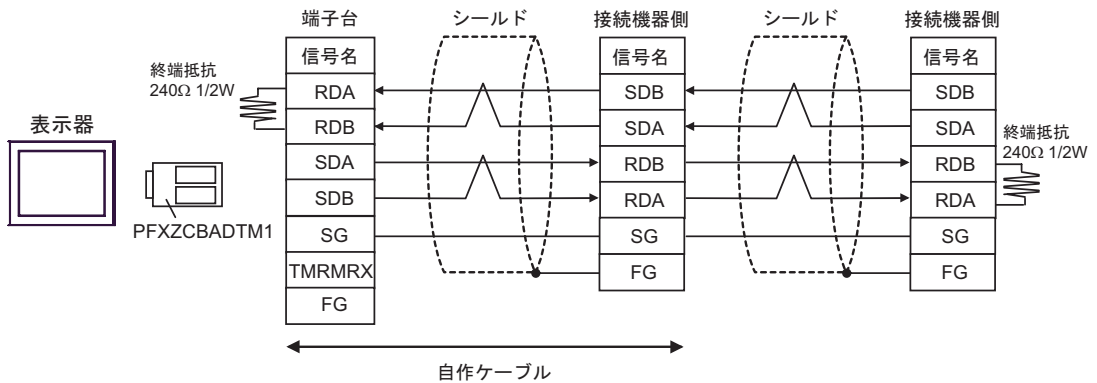 端子台
シールド
接続機器側
シールド
接続機器側
信号名
信号名
信号名
終端抵抗
240Ω 1/2W
RDA
SDB
SDB
表示器
RDB
SDA
SDA
終端抵抗
240Ω 1/2W
SDA
RDB
RDB
SDB
RDA
RDA
PFXZCBADTM1
SG
SG
SG
TMRMRX
FG
FG
FG
自作ケーブル